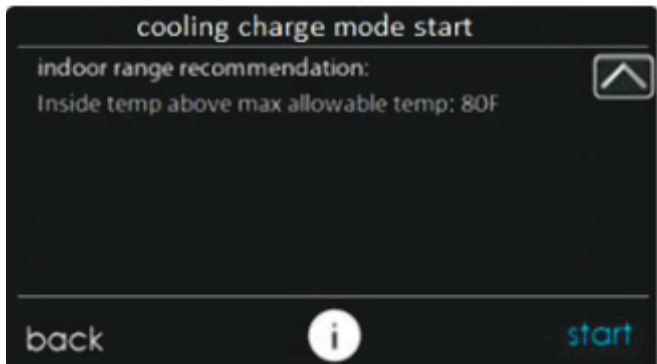 cooling charge mode start
indoor range recommendation:
Inside temp above max allowable temp: 80F
back
i
start